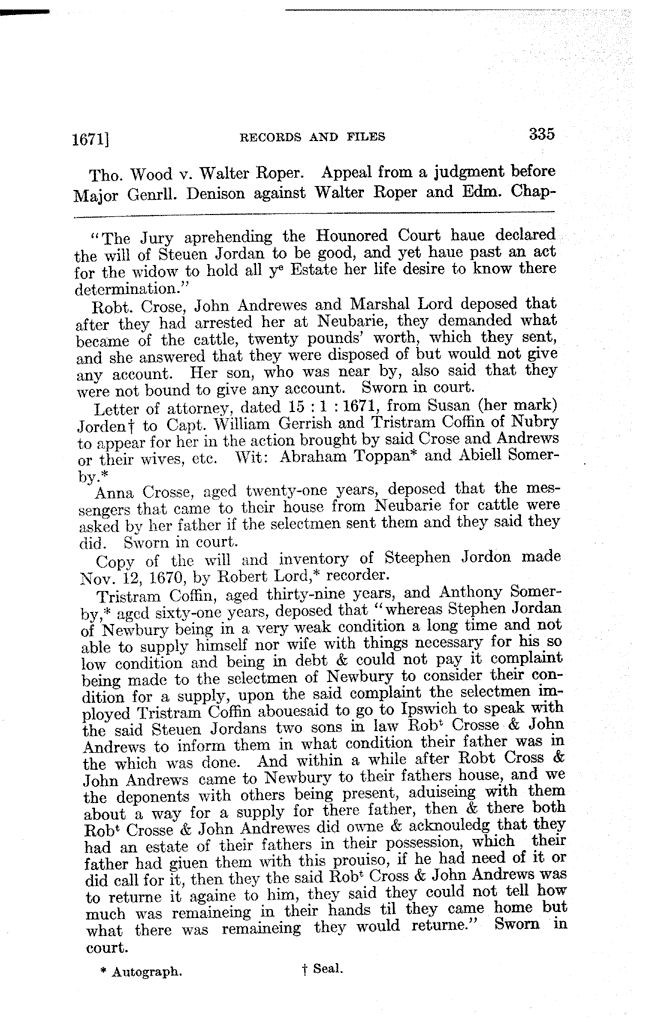 1671] RECORDS AND FILES 335
Tho. Wood v. Walter Roper. Appeal from a judgment before
Major Genrll. Denison against Walter Roper and Edm. Chap-
"The Jury aprehending the Hounored Court haue declared
the will of Steuen Jordan to be good, and yet haue past an act
for the widow to hold all yᵉ Estate her life desire to know there
determination."
Robt. Crose, John Andrewes and Marshal Lord deposed that
after they had arrested her at Neubarie, they demanded what
became of the cattle, twenty pounds' worth, which they sent,
and she answered that they were disposed of but would not give
any account. Her son, who was near by, also said that they
were not bound to give any account. Sworn in court.
Letter of attorney, dated 15 : 1 : 1671, from Susan (her mark)
Jorden† to Capt. William Gerrish and Tristram Coffin of Nubry
to appear for her in the action brought by said Crose and Andrews
or their wives, etc. Wit: Abraham Toppan* and Abiell Somer-
by.*
Anna Crosse, aged twenty-one years, deposed that the mes-
sengers that came to their house from Neubarie for cattle were
asked by her father if the selectmen sent them and they said they
did. Sworn in court.
Copy of the will and inventory of Steephen Jordon made
Nov. 12, 1670, by Robert Lord,* recorder.
Tristram Coffin, aged thirty-nine years, and Anthony Somer-
by,* aged sixty-one years, deposed that "whereas Stephen Jordan
of Newbury being in a very weak condition a long time and not
able to supply himself nor wife with things necessary for his so
low condition and being in debt & could not pay it complaint
being made to the selectmen of Newbury to consider their con-
dition for a supply, upon the said complaint the selectmen im-
ployed Tristram Coffin abouesaid to go to Ipswich to speak with
the said Steuen Jordans two sons in law Robᵗ Crosse & John
Andrews to inform them in what condition their father was in
the which was done. And within a while after Robt Cross &
John Andrews came to Newbury to their fathers house, and we
the deponents with others being present, aduiseing with them
about a way for a supply for there father, then & there both
Robᵗ Crosse & John Andrewes did owne & acknouledg that they
had an estate of their fathers in their possession, which their
father had giuen them with this prouiso, if he had need of it or
did call for it, then they the said Robᵗ Cross & John Andrews was
to returne it againe to him, they said they could not tell how
much was remaineing in their hands til they came home but
what there was remaineing they would returne." Sworn in
court.
* Autograph. † Seal.